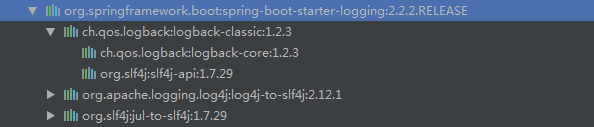 org.springframework.boot:spring-boot-starter-logging:2.2.2.RELEASE
ch.qos.logback:logback-classic:1.2.3
ch.qos.logback:logback-core:1.2.3
org.slf4j:slf4j-api:1.7.29
org.apache.logging.log4j:log4j-to-slf4j:2.12.1
org.slf4j:jul-to-slf4j:1.7.29